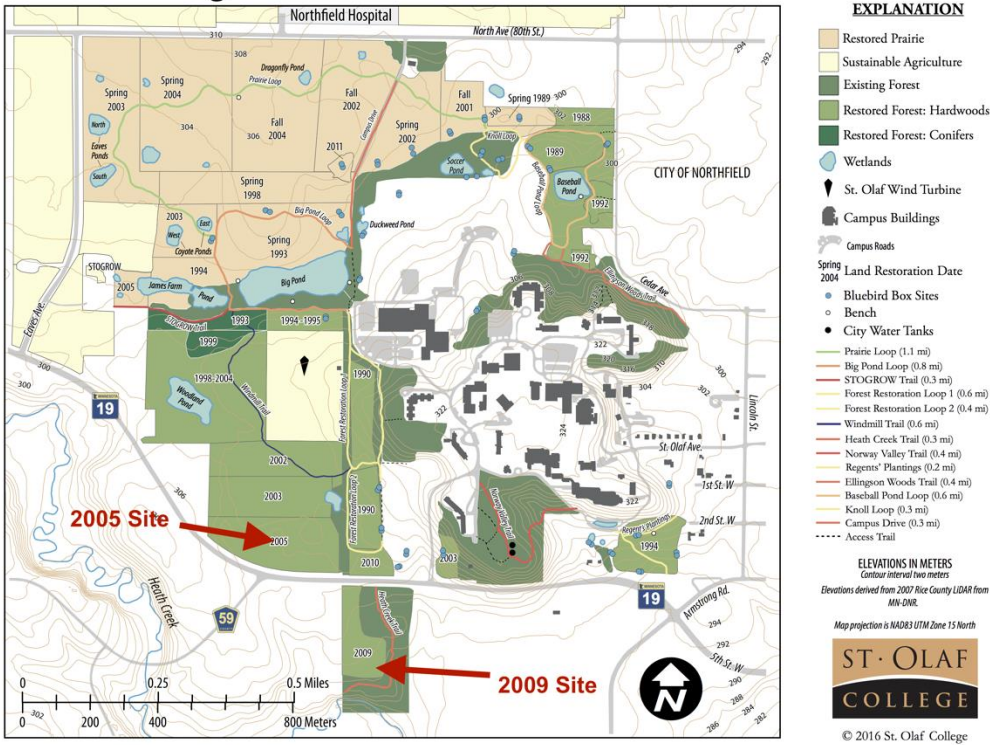 Northfield Hospital
North Ave (80th St.)
310
308
294
292
Dragonfly Pond
Prairie Loop
Spring
2003
Spring
2004
Fall
2002
Fall
2001
Spring 1989
300
302
300
1988
North
Eaves
Ponds
South
304
306
Fall
2004
2011
Campus Drive
Spring
2002
Knoll Loop
Soccer
Pond
1989
300
Baseball Pond Loop
Baseball
Pond
1992
CITY OF NORTHFIELD
Spring
1998
2003
East
West
Coyote Ponds
Big Pond Loop
Duckweed Pond
Spring
1993
1994
1992
STOGROW
2005
James Farm
Pond
Big Pond
Ellingson Woods Trail
Cedar Ave
Eaves Ave.
STOGROW Trail
1993
1994-1995
1999
318
322
320
316
310
304
302
300
300
300
1998-2004
1990
Windmill Trail
Forest Restoration Loop 1
Woodland
Pond
MINNESOTA
19
322
324
Lincoln St.
St. Olaf Ave.
2002
1st St. W
322
306
2003
Forest Restoration Loop 2
1990
Norway Valley Trail
2nd St. W
Regent's Plantings
2005 Site
2005
2010
2003
1994
Heath Creek
59
Heath Creek Trail
MINNESOTA
19
Armstrong Rd.
2009
294
292
5th St. W
290
288
286
284
282
2009 Site
N
0 0.25 0.5 Miles
302
0 200 400 800 Meters
EXPLANATION
Restored Prairie
Sustainable Agriculture
Existing Forest
Restored Forest: Hardwoods
Restored Forest: Conifers
Wetlands
St. Olaf Wind Turbine
Campus Buildings
Campus Roads
Spring
2004
Land Restoration Date
Bluebird Box Sites
Bench
City Water Tanks
Prairie Loop (1.1 mi)
Big Pond Loop (0.8 mi)
STOGROW Trail (0.3 mi)
Forest Restoration Loop 1 (0.6 mi)
Forest Restoration Loop 2 (0.4 mi)
Windmill Trail (0.6 mi)
Heath Creek Trail (0.3 mi)
Norway Valley Trail (0.4 mi)
Regents' Plantings (0.2 mi)
Ellingson Woods Trail (0.4 mi)
Baseball Pond Loop (0.6 mi)
Knoll Loop (0.3 mi)
Campus Drive (0.3 mi)
Access Trail
ELEVATIONS IN METERS
Contour interval two meters
Elevations derived from 2007 Rice County LiDAR from
MN-DNR.
Map projection is NAD83 UTM Zone 15 North
ST·OLAF
COLLEGE
© 2016 St. Olaf College